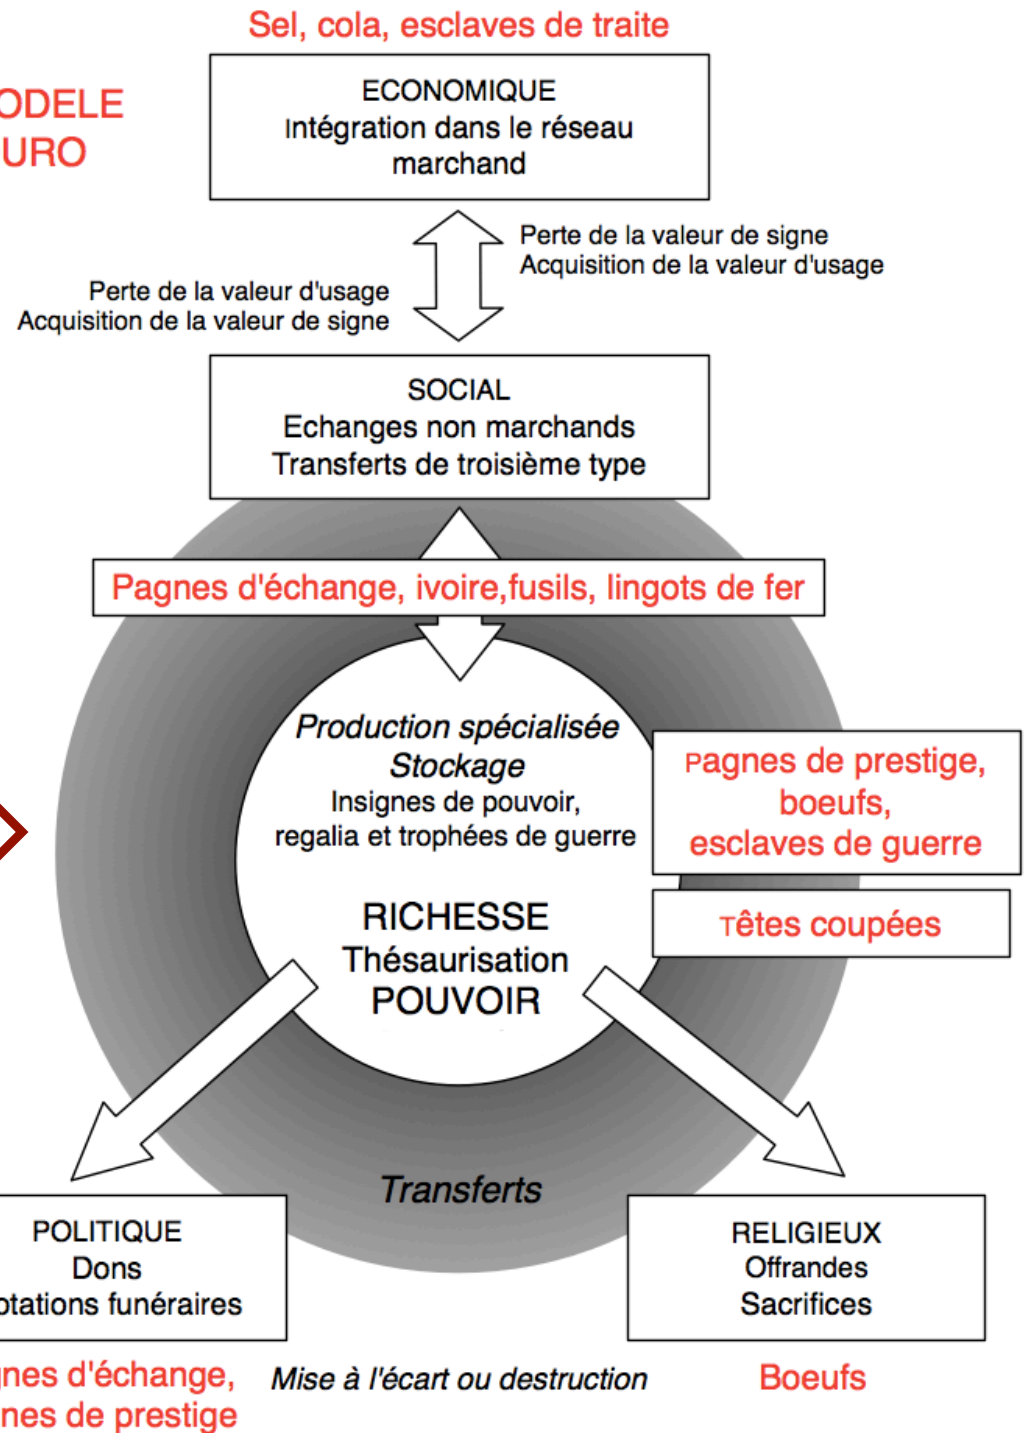 Sel, cola, esclaves de traite
ODELE
URO
ECONOMIQUE
Intégration dans le réseau
marchand
Perte de la valeur de signe
Acquisition de la valeur d'usage
Perte de la valeur d'usage
Acquisition de la valeur de signe
SOCIAL
Echanges non marchands
Transferts de troisième type
Pagnes d'échange, ivoire,fusils, lingots de fer
Production spécialisée
Stockage
Insignes de pouvoir,
regalia et trophées de guerre
Pagnes de prestige,
boeufs,
esclaves de guerre
Têtes coupées
RICHESSE
Thésaurisation
POUVOIR
Transferts
POLITIQUE
Dons
otations funéraires
RELIGIEUX
Offrandes
Sacrifices
gnes d'échange,
nes de prestige
Mise à l'écart ou destruction
Boeufs